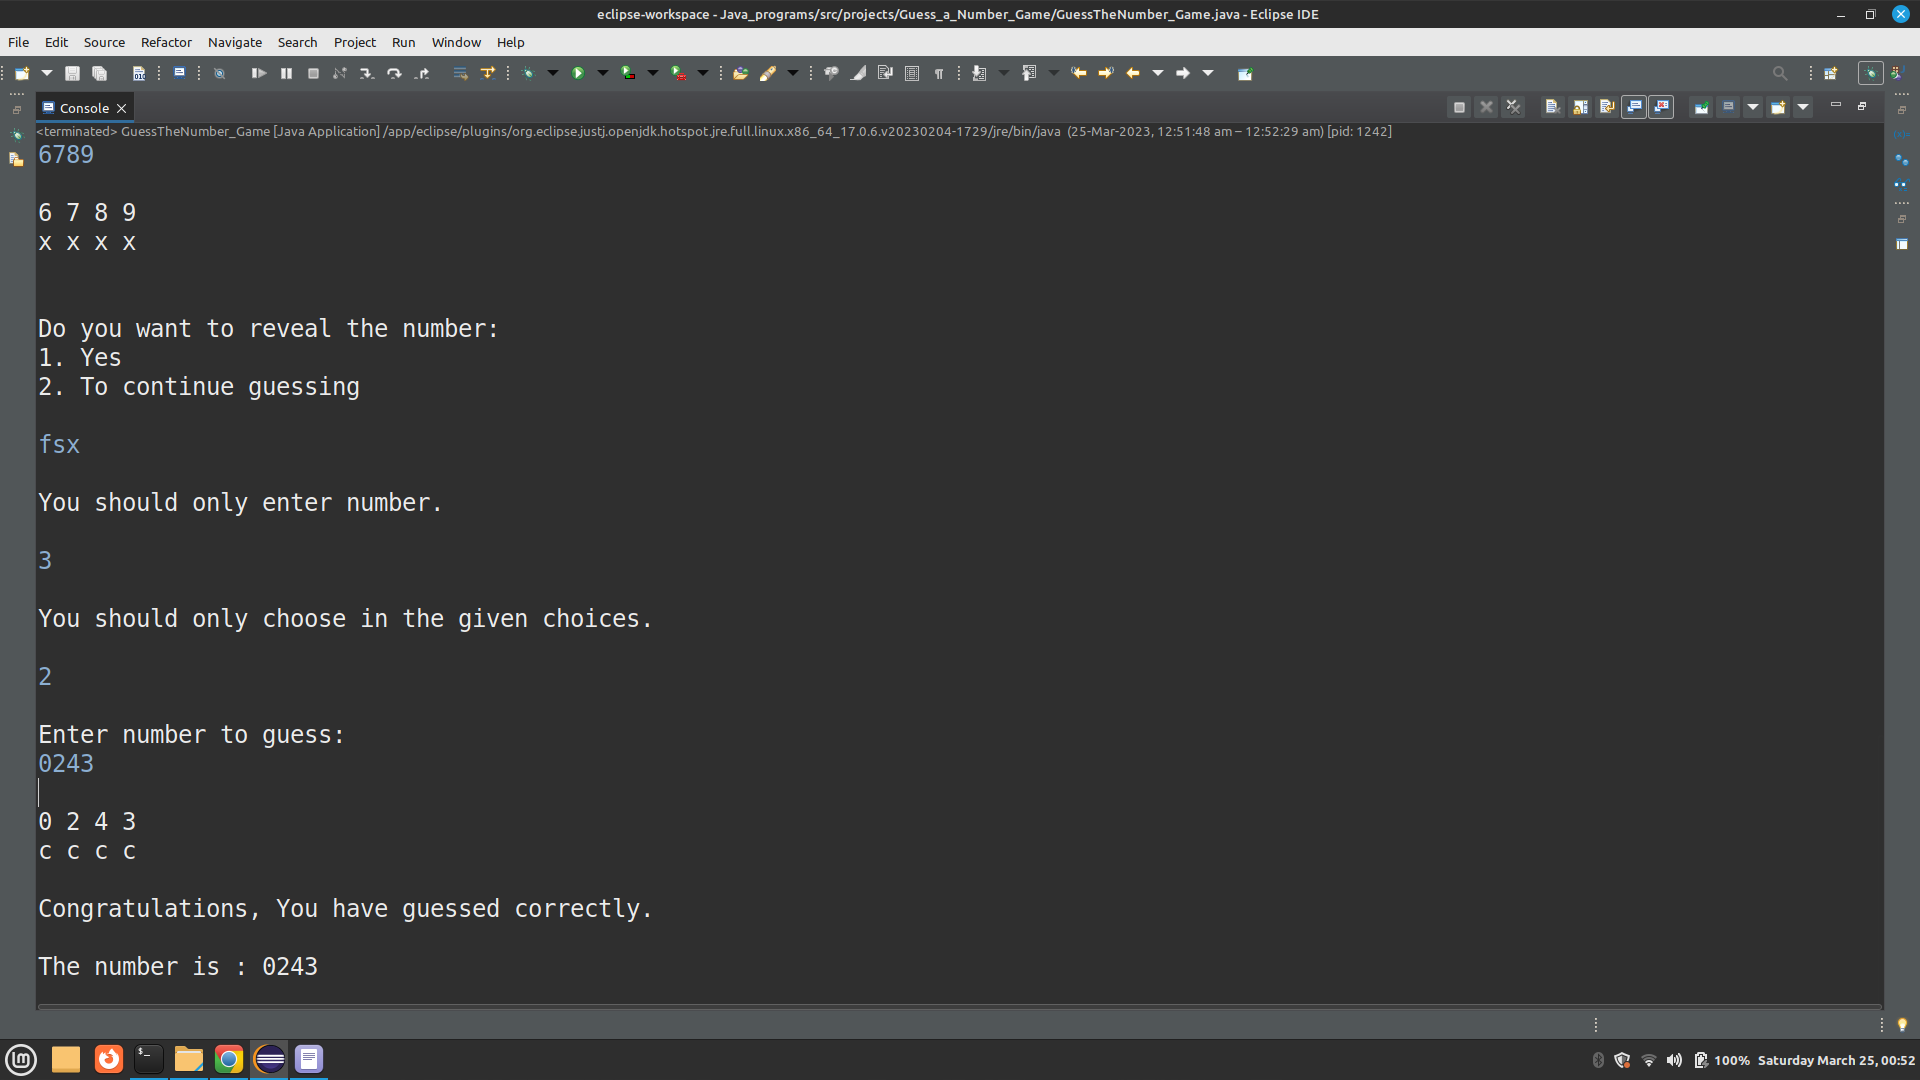 eclipse-workspace - Java_programs/src/projects/Guess_a_Number_Game/GuessTheNumber_Game.java - Eclipse IDE
File Edit Source Refactor Navigate Search Project Run Window Help
Console
<terminated> GuessTheNumber_Game [Java Application] /app/eclipse/plugins/org.eclipse.justj.openjdk.hotspot.jre.full.linux.x86_64_17.0.6.v20230204-1729/jre/bin/java (25-Mar-2023, 12:51:48 am – 12:52:29 am) [pid: 1242]
6789
6 7 8 9
x x x x
Do you want to reveal the number:
1. Yes
2. To continue guessing
fsx
You should only enter number.
3
You should only choose in the given choices.
2
Enter number to guess:
0243
0 2 4 3
c c c c
Congratulations, You have guessed correctly.
The number is : 0243
100% Saturday March 25, 00:52